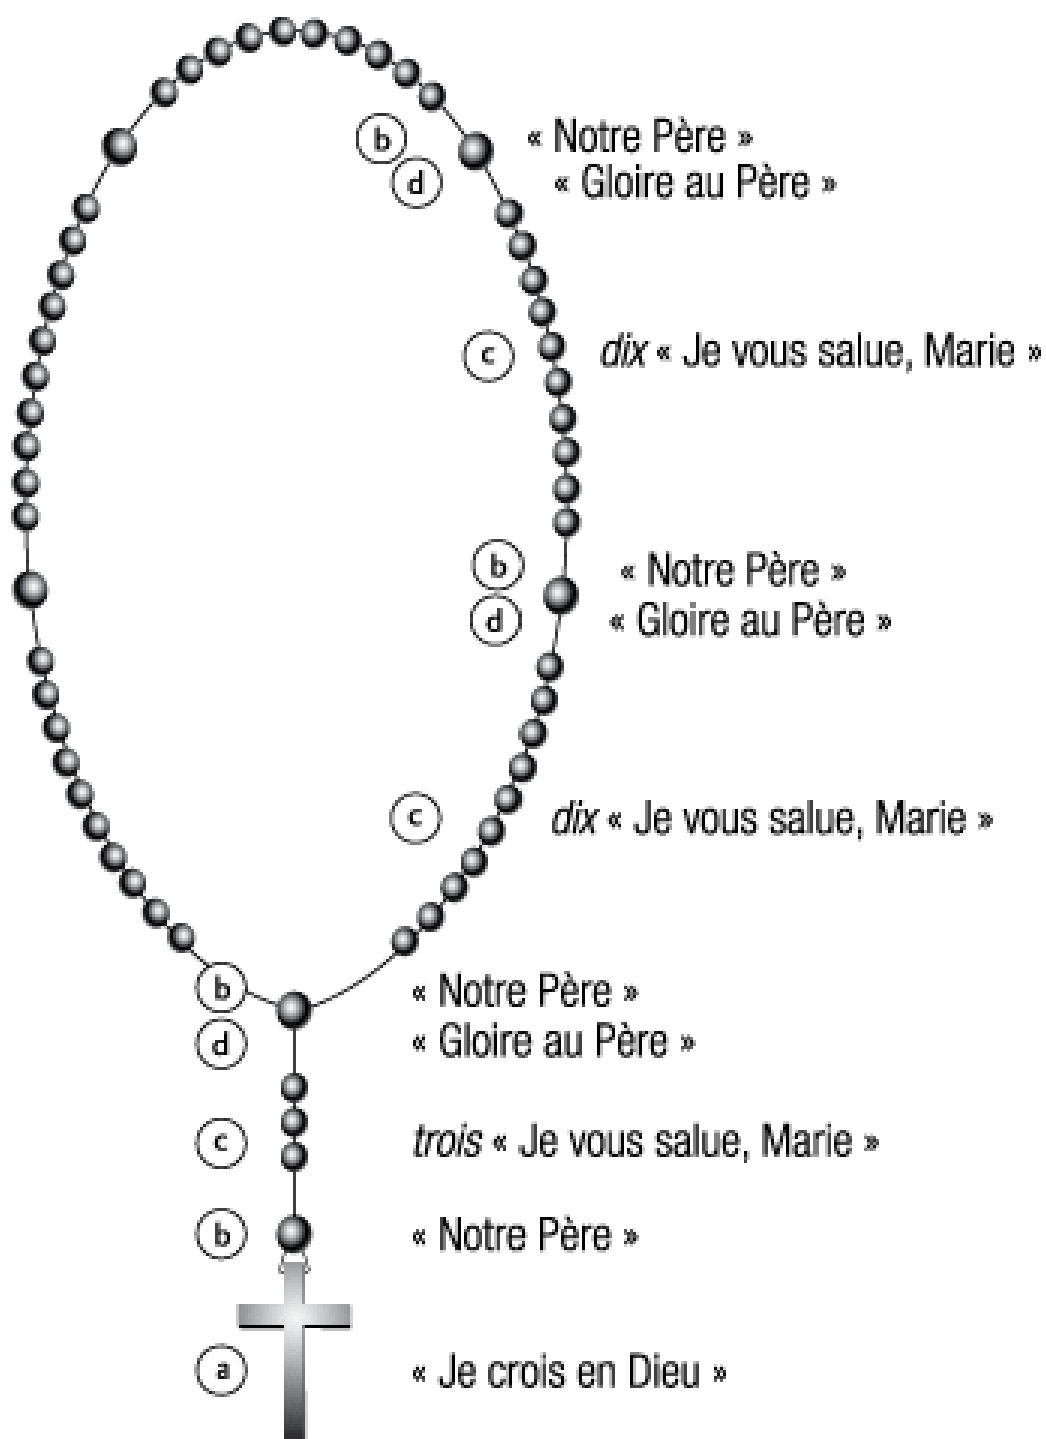 b « Notre Père »
d « Gloire au Père »
c dix « Je vous salue, Marie »
b « Notre Père »
d « Gloire au Père »
c dix « Je vous salue, Marie »
b « Notre Père »
d « Gloire au Père »
c trois « Je vous salue, Marie »
b « Notre Père »
a « Je crois en Dieu »